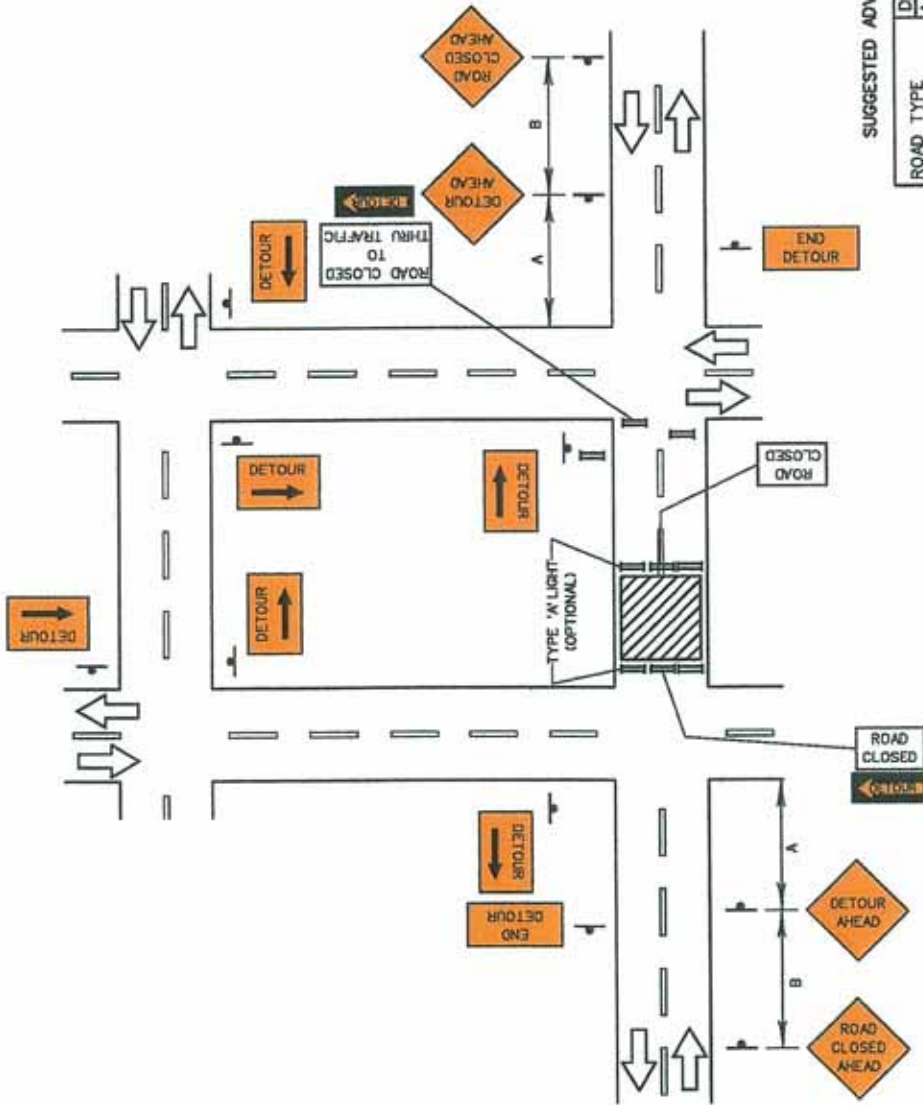 ROAD
CLOSED
AHEAD
B
DETOUR
AHEAD
A
DETOUR
ROAD CLOSED
TO
THRU TRAFFIC
DETOUR
SUGGESTED ADV
ROAD TYPE
D
END
DETOUR
DETOUR
DETOUR
DETOUR
DETOUR
TYPE 'A' LIGHT
(OPTIONAL)
ROAD
CLOSED
ROAD
CLOSED
DETOUR
DETOUR
END
DETOUR
A
DETOUR
AHEAD
B
ROAD
CLOSED
AHEAD